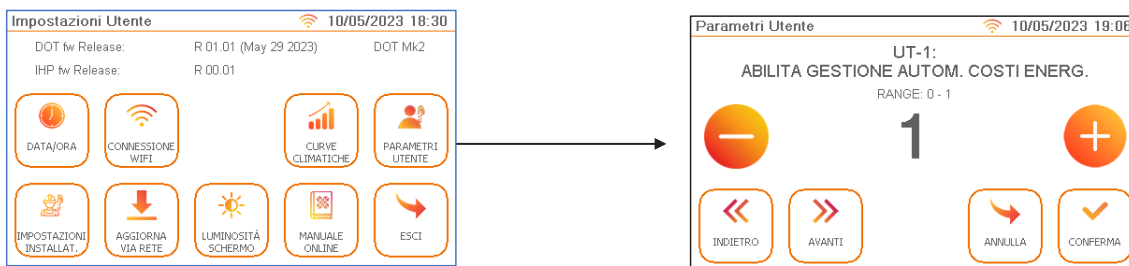 Impostazioni Utente 10/05/2023 18:30
DOT fw Release: R 01.01 (May 29 2023) DOT Mk2
IHP fw Release: R 00.01
DATA/ORA
CONNESSIONE
WIFI
CURVE
CLIMATICHE
PARAMETRI
UTENTE
IMPOSTAZIONI
INSTALLAT.
AGGIORNA
VIA RETE
LUMINOSITÀ
SCHERMO
MANUALE
ONLINE
ESCI
Parametri Utente 10/05/2023 19:06
UT-1:
ABILITA GESTIONE AUTOM. COSTI ENERG.
RANGE: 0 - 1
1
INDIETRO
AVANTI
ANNULLA
CONFERMA